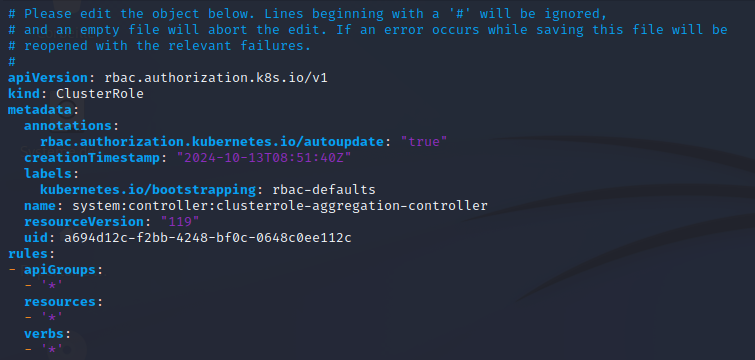 # Please edit the object below. Lines beginning with a '#' will be ignored,
# and an empty file will abort the edit. If an error occurs while saving this file will be
# reopened with the relevant failures.
#
apiVersion: rbac.authorization.k8s.io/v1
kind: ClusterRole
metadata:
  annotations:
    rbac.authorization.kubernetes.io/autoupdate: "true"
  creationTimestamp: "2024-10-13T08:51:40Z"
  labels:
    kubernetes.io/bootstrapping: rbac-defaults
  name: system:controller:clusterrole-aggregation-controller
  resourceVersion: "119"
  uid: a694d12c-f2bb-4248-bf0c-0648c0ee112c
rules:
- apiGroups:
  - '*'
  resources:
  - '*'
  verbs:
  - '*'